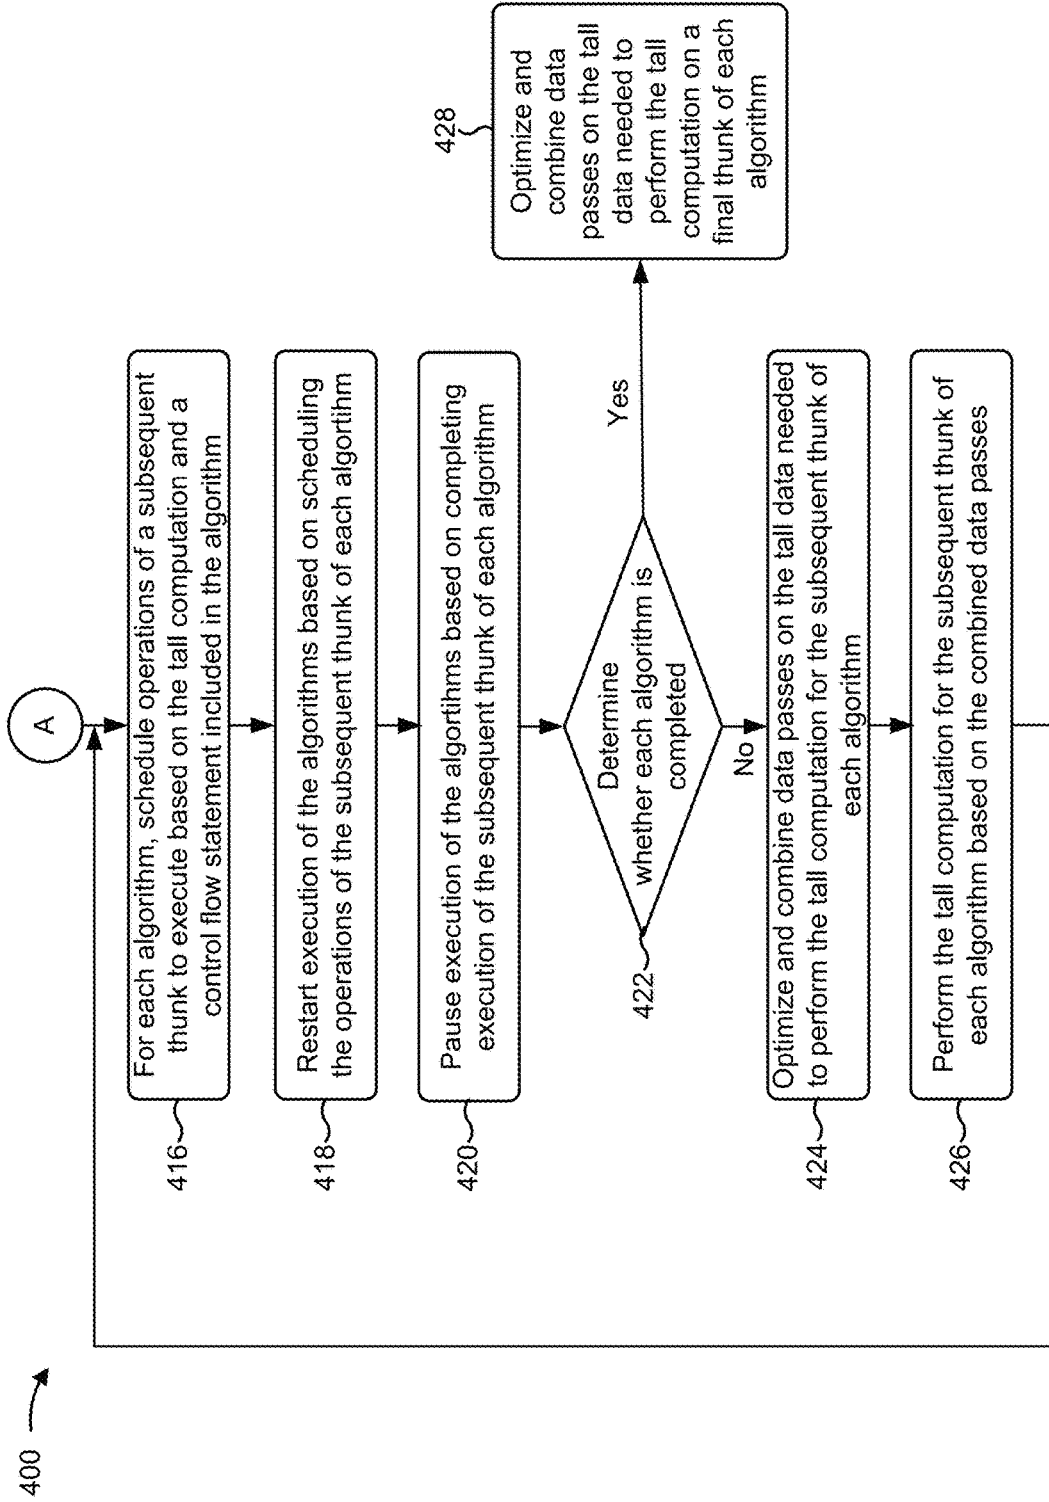 400
A
416
For each algorithm, schedule operations of a subsequent
thunk to execute based on the tall computation and a
control flow statement included in the algorithm
418
Restart execution of the algorithms based on scheduling
the operations of the subsequent thunk of each algortihm
420
Pause execution of the algortihms based on completing
execution of the subsequent thunk of each algorithm
422
Determine
whether each algorithm is
completed
Yes
No
428
Optimize and
combine data
passes on the tall
data needed to
perform the tall
computation on a
final thunk of each
algorithm
424
Optimize and combine data passes on the tall data needed
to perform the tall computation for the subsequent thunk of
each algorithm
426
Perform the tall computation for the subsequent thunk of
each algorithm based on the combined data passes